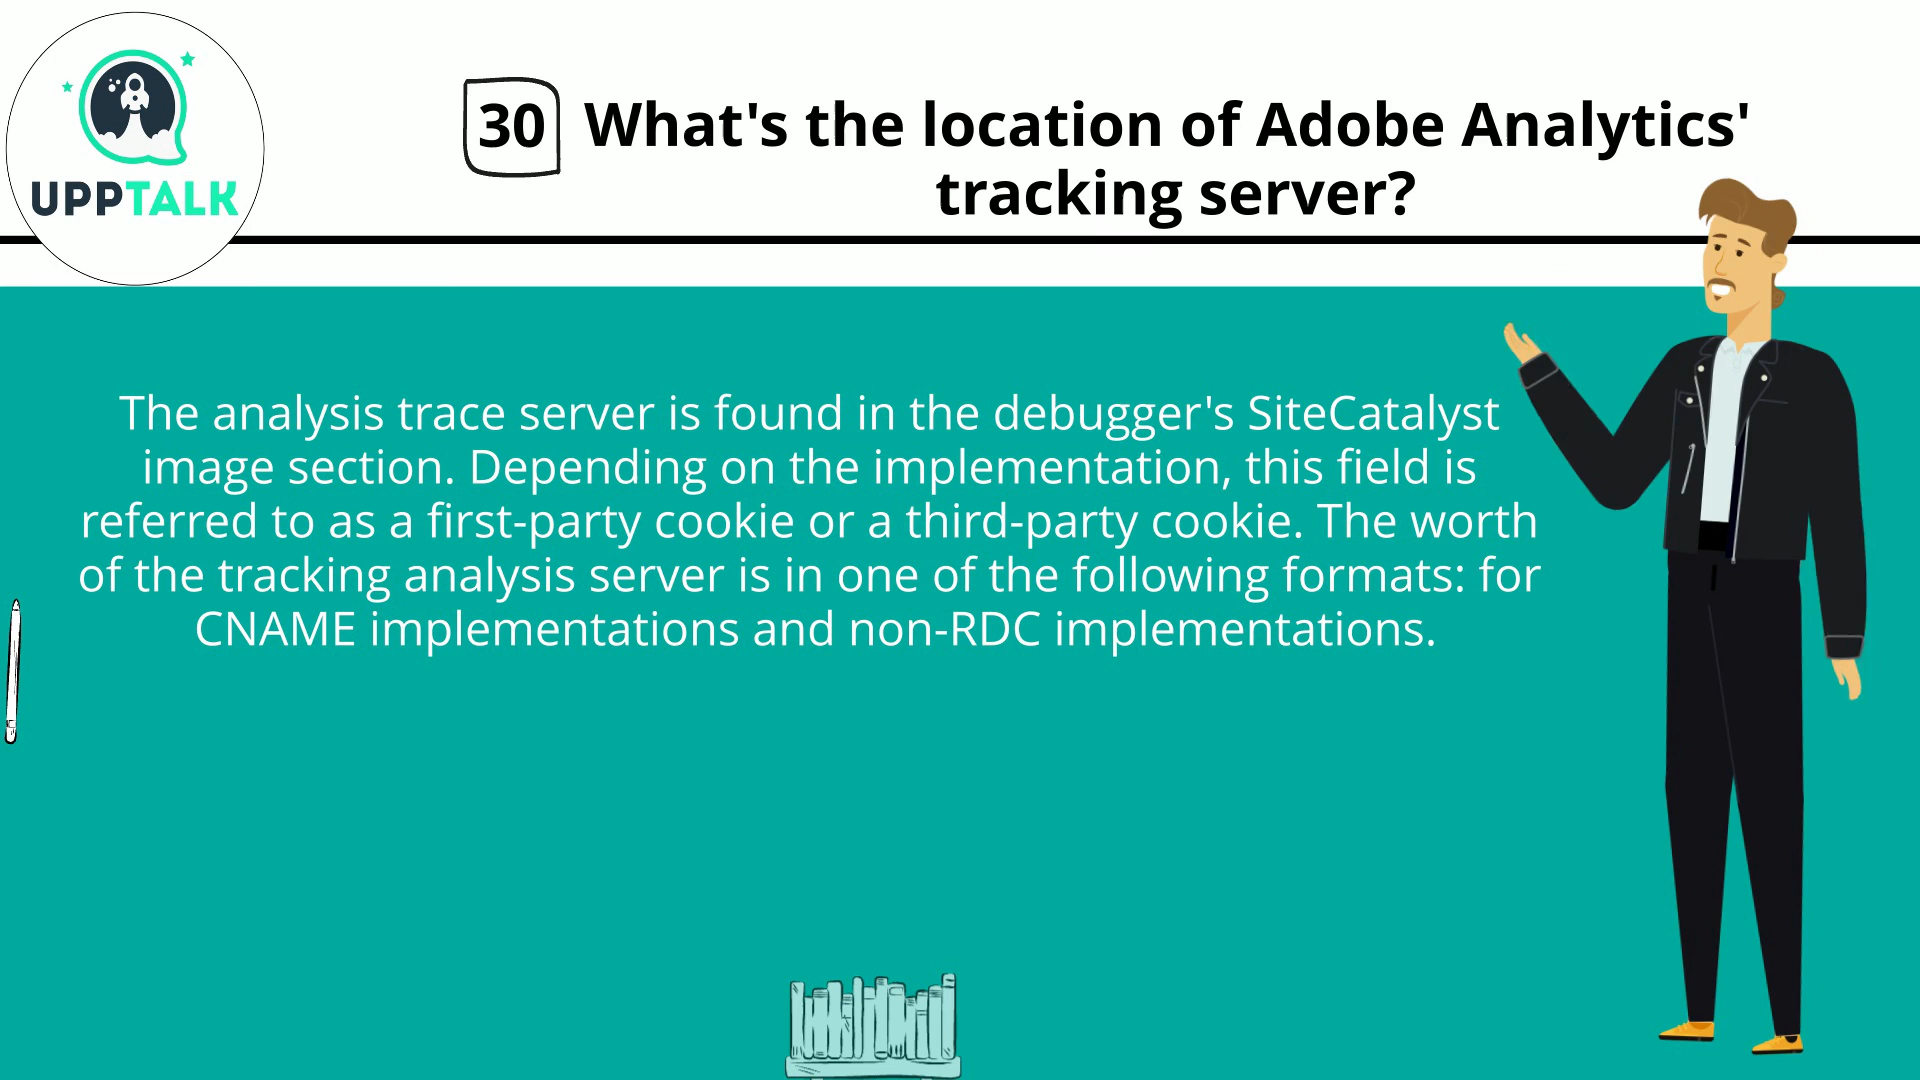 UPPTALK
30 What's the location of Adobe Analytics'
tracking server?
The analysis trace server is found in the debugger's SiteCatalyst
image section. Depending on the implementation, this field is
referred to as a first-party cookie or a third-party cookie. The worth
of the tracking analysis server is in one of the following formats: for
CNAME implementations and non-RDC implementations.